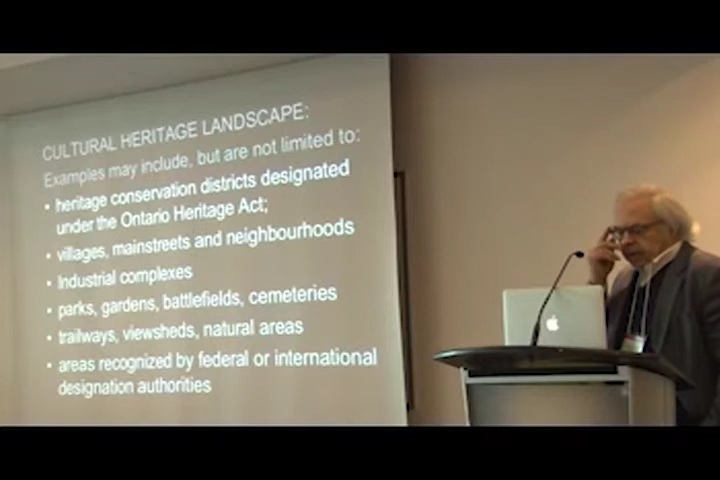 CULTURAL HERITAGE LANDSCAPE:
Examples may include, but are not limited to:
• heritage conservation districts designated
under the Ontario Heritage Act;
• villages, mainstreets and neighbourhoods
• Industrial complexes
• parks, gardens, battlefields, cemeteries
• trailways, viewsheds, natural areas
• areas recognized by federal or international
designation authorities